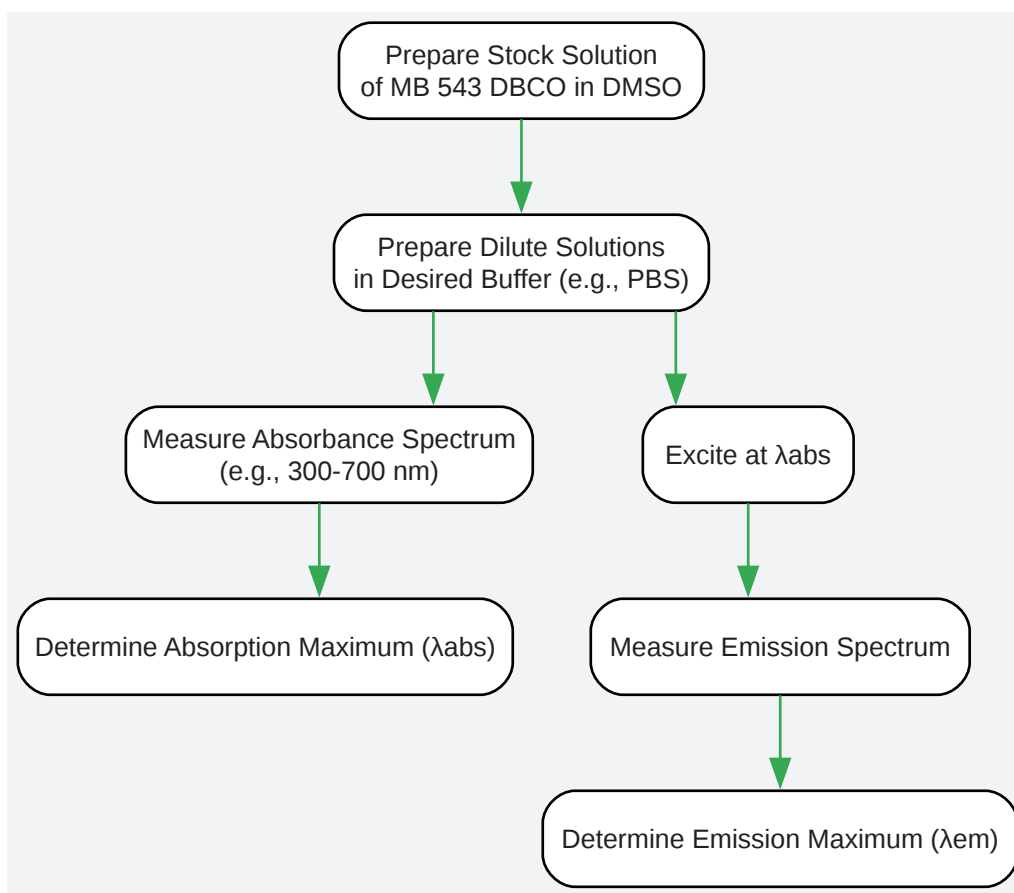 Prepare Stock Solution
of MB 543 DBCO in DMSO
Prepare Dilute Solutions
in Desired Buffer (e.g., PBS)
Measure Absorbance Spectrum
(e.g., 300-700 nm)
Excite at λabs
Determine Absorption Maximum (λabs)
Measure Emission Spectrum
Determine Emission Maximum (λem)